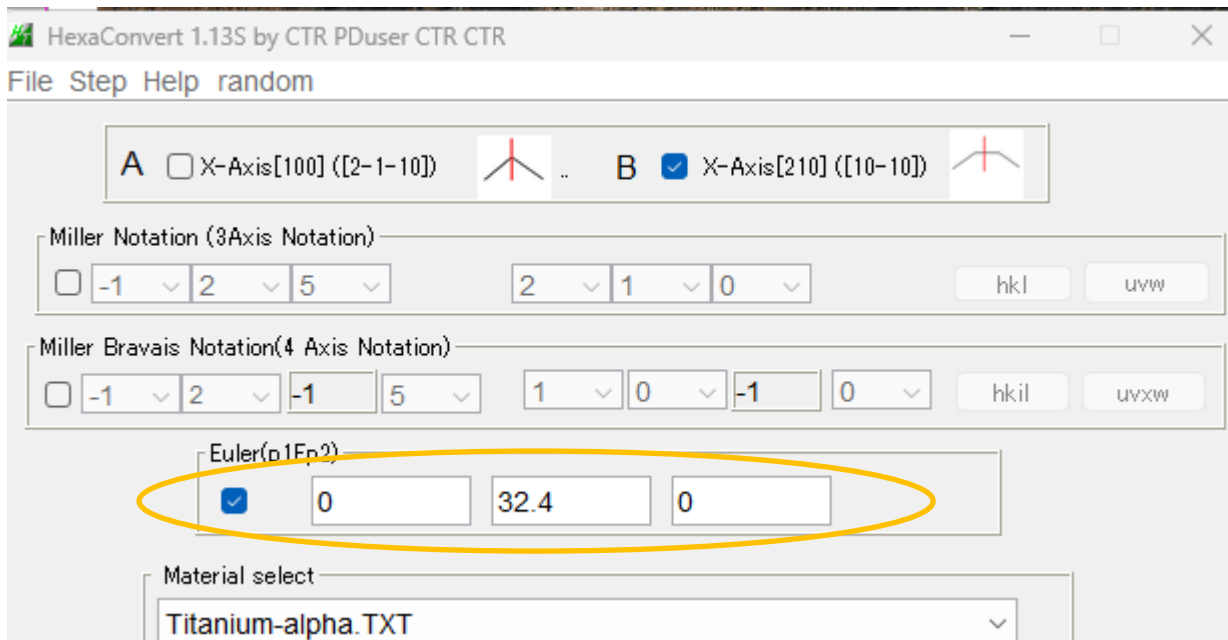 HexaConvert 1.13S by CTR PDuser CTR CTR
File Step Help random
A X-Axis[100] ([2-1-10]) .. B X-Axis[210] ([10-10])
Miller Notation (3Axis Notation)
-1 2 5 2 1 0 hkl uvw
Miller Bravais Notation(4 Axis Notation)
-1 2 -1 5 1 0 -1 0 hkil uvxw
Euler(p1Fp2)
0 32.4 0
Material select
Titanium-alpha.TXT